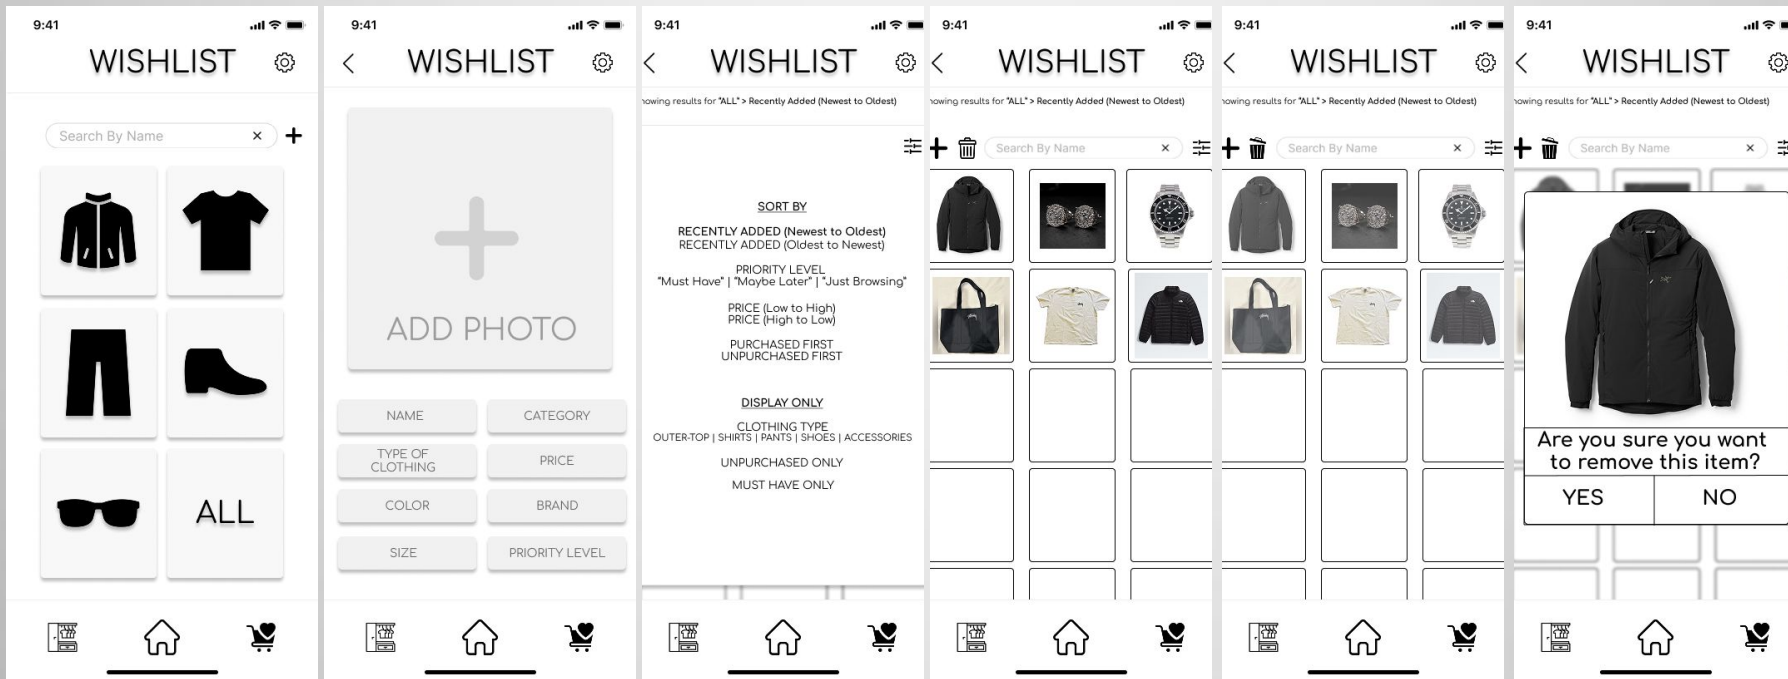 9:41
WISHLIST
Search By Name
ALL
9:41
WISHLIST
ADD PHOTO
NAME
CATEGORY
TYPE OF
CLOTHING
PRICE
COLOR
BRAND
SIZE
PRIORITY LEVEL
9:41
WISHLIST
howing results for "ALL" > Recently Added (Newest to Oldest)
SORT BY
RECENTLY ADDED (Newest to Oldest)
RECENTLY ADDED (Oldest to Newest)
PRIORITY LEVEL
"Must Have" | "Maybe Later" | "Just Browsing"
PRICE (Low to High)
PRICE (High to Low)
PURCHASED FIRST
UNPURCHASED FIRST
DISPLAY ONLY
CLOTHING TYPE
OUTER-TOP | SHIRTS | PANTS | SHOES | ACCESSORIES
UNPURCHASED ONLY
MUST HAVE ONLY
9:41
WISHLIST
howing results for "ALL" > Recently Added (Newest to Oldest)
Search By Name
9:41
WISHLIST
howing results for "ALL" > Recently Added (Newest to Oldest)
Search By Name
9:41
WISHLIST
howing results for "ALL" > Recently Added (Newest to Oldest)
Search By Name
Are you sure you want
to remove this item?
YES
NO